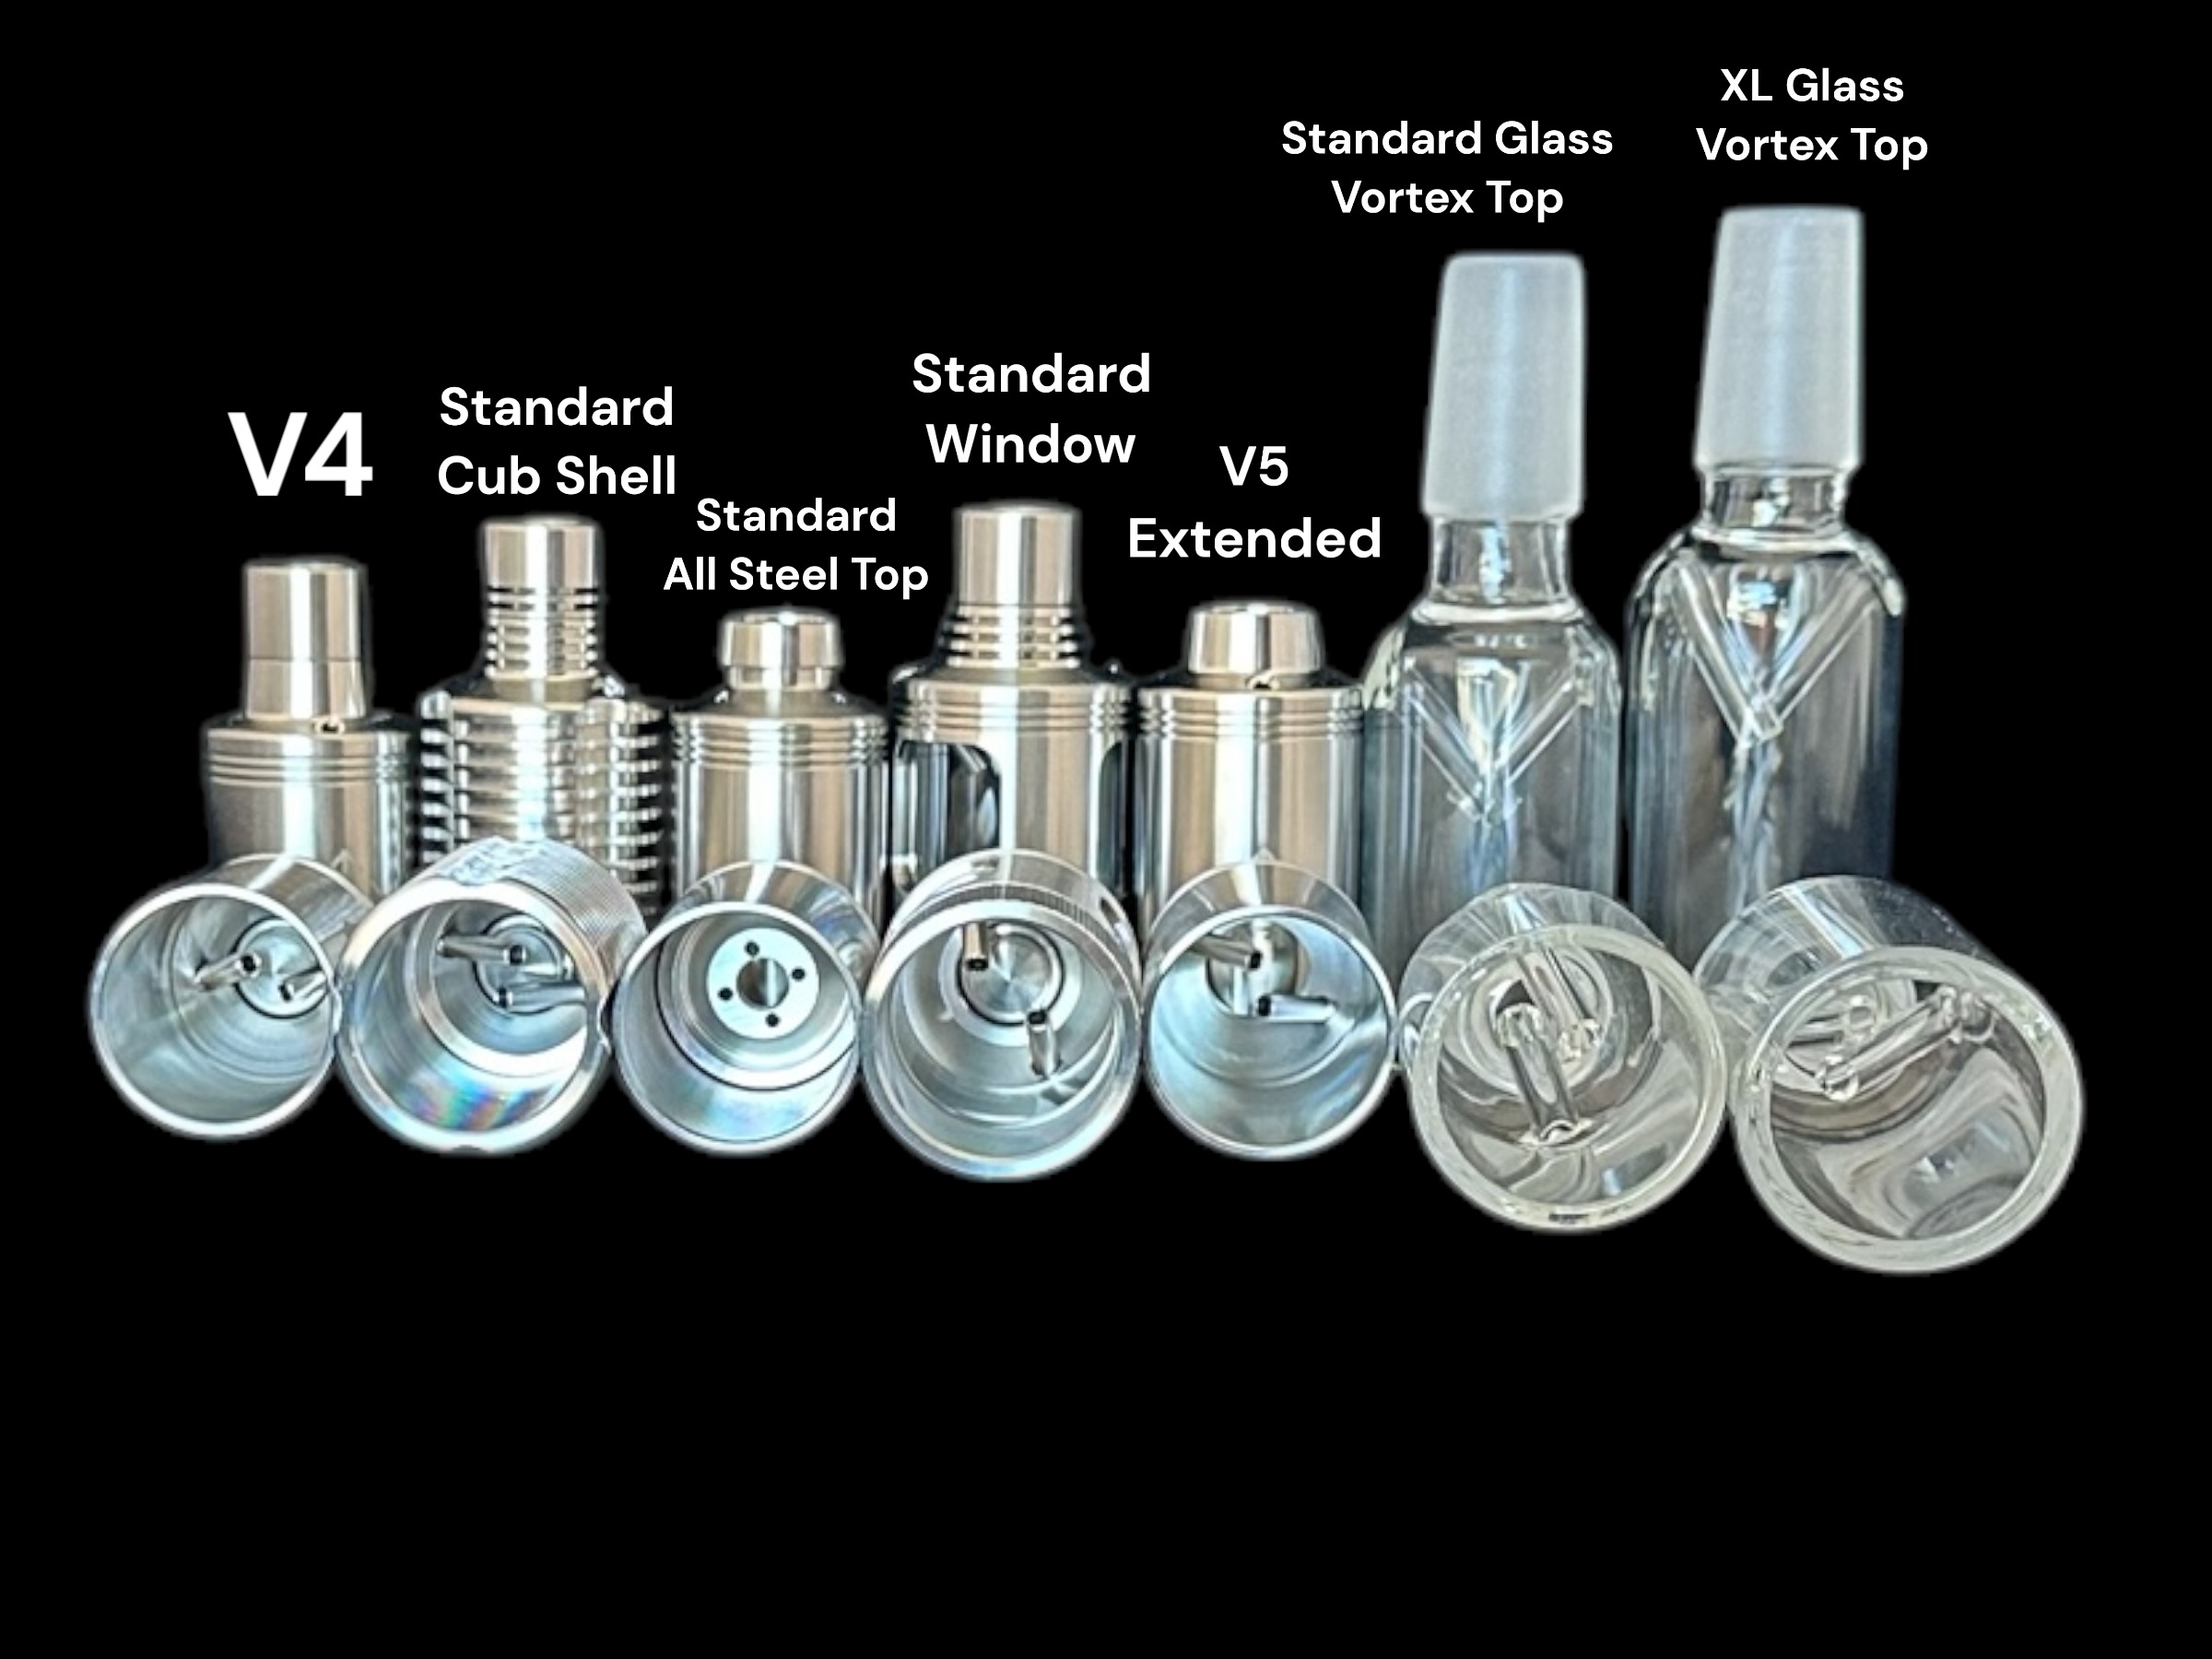 V4
Standard
Cub Shell
Standard
All Steel Top
Standard
Window
V5
Extended
Standard Glass
Vortex Top
XL Glass
Vortex Top